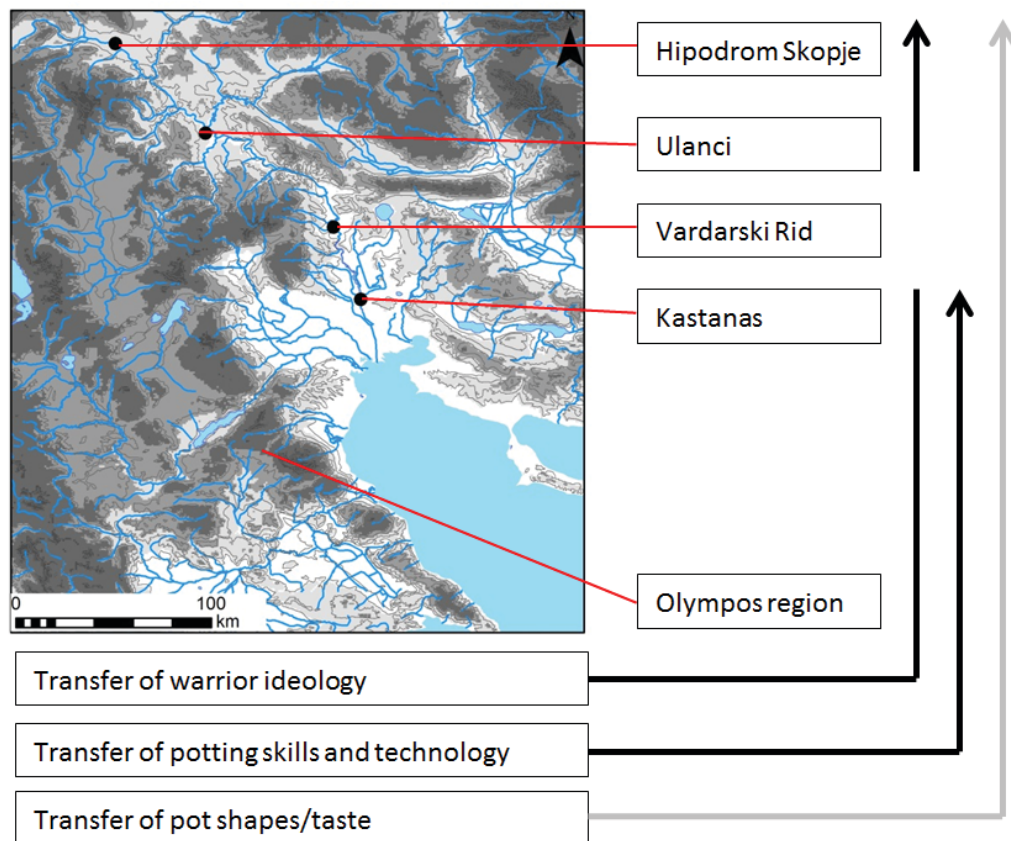 Hipodrom Skopje
Ulanci
Vardarski Rid
Kastanas
Olympos region
0 100
km
Transfer of warrior ideology
Transfer of potting skills and technology
Transfer of pot shapes/taste